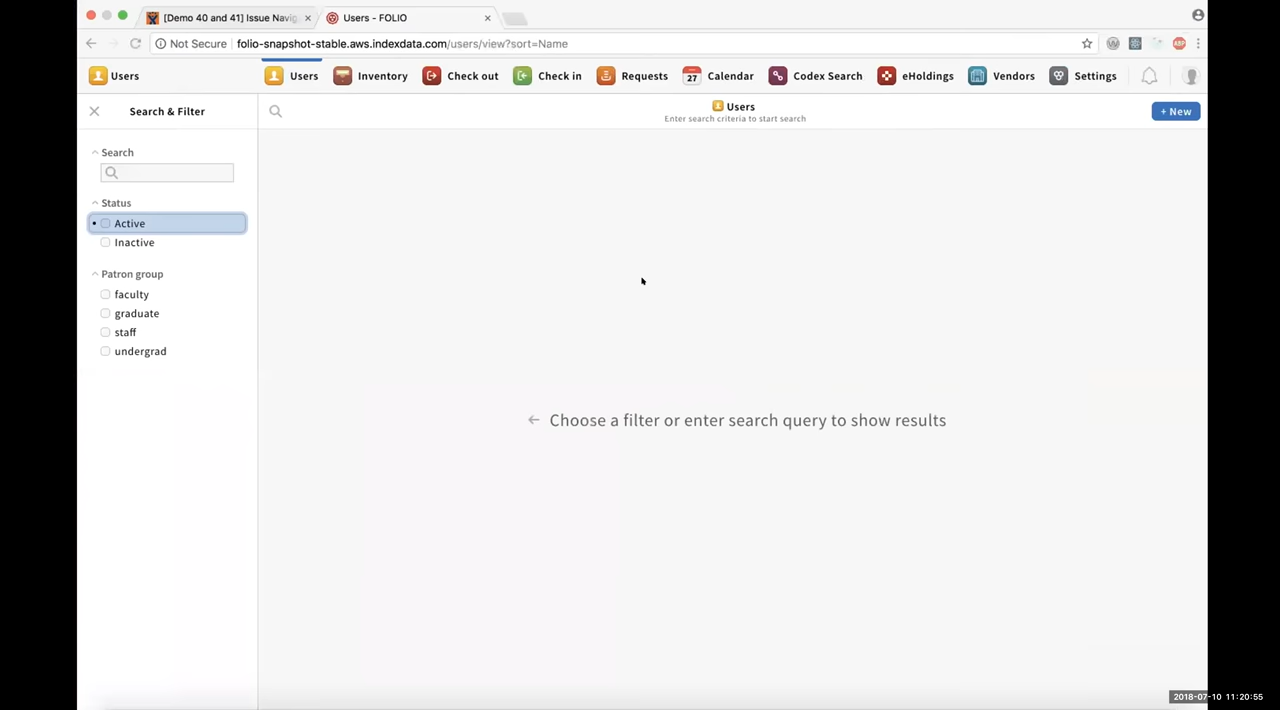 [Demo 40 and 41] Issue Navig
Users - FOLIO
Not Secure folio-snapshot-stable.aws.indexdata.com/users/view?sort=Name
ABP
Users
Users
Inventory
Check out
Check in
Requests
27
Calendar
Codex Search
eHoldings
Vendors
Settings
Search & Filter
Users
Enter search criteria to start search
+ New
Search
Status
Active
Inactive
Patron group
faculty
graduate
staff
undergrad
← Choose a filter or enter search query to show results
2018-07-10 11:20:55